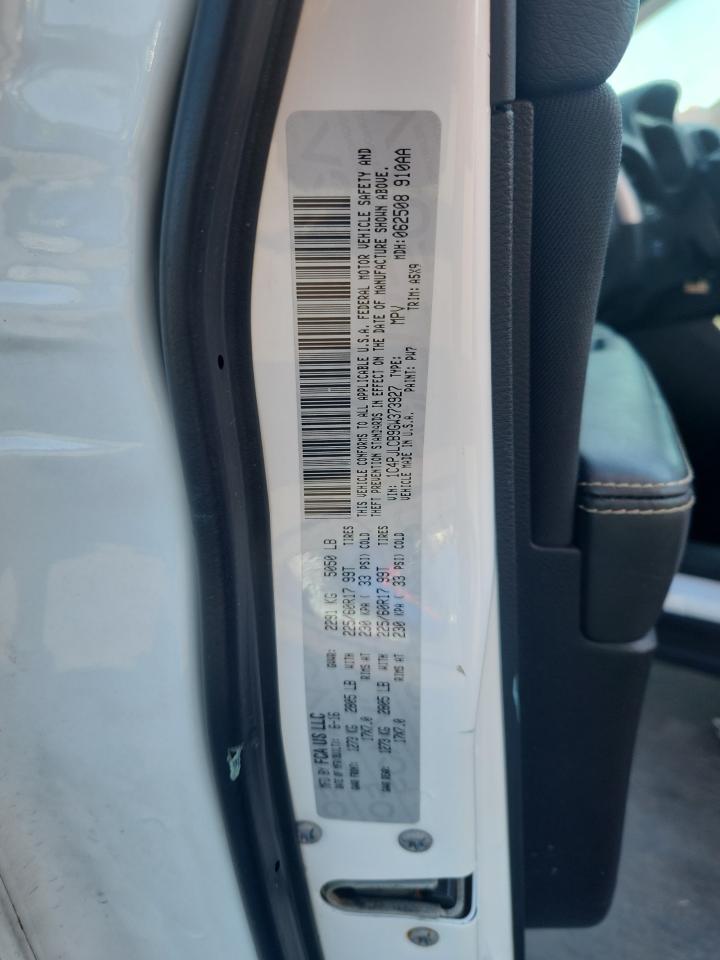 MFD BY: FCA US LLC
DATE OF MFR(BUILT): 6-16 GVWR: 2291 KG 5050 LB
GAWR FRONT: 1273 KG 2805 LB WITH 225/60R17 99T TIRES
17X7.0 RIMS AT 230 KPA ( 33 PSI) COLD
GAWR REAR: 1273 KG 2805 LB WITH 225/60R17 99T TIRES
17X7.0 RIMS AT 230 KPA ( 33 PSI) COLD
THIS VEHICLE CONFORMS TO ALL APPLICABLE U.S.A. FEDERAL MOTOR VEHICLE SAFETY AND
THEFT PREVENTION STANDARDS IN EFFECT ON THE DATE OF MANUFACTURE SHOWN ABOVE.
VIN: 1C4PJLCB9GW373927 TYPE: MPV MDH: 062508 910AA
VEHICLE MADE IN U.S.A. PAINT: PW7 TRIM: A5X9